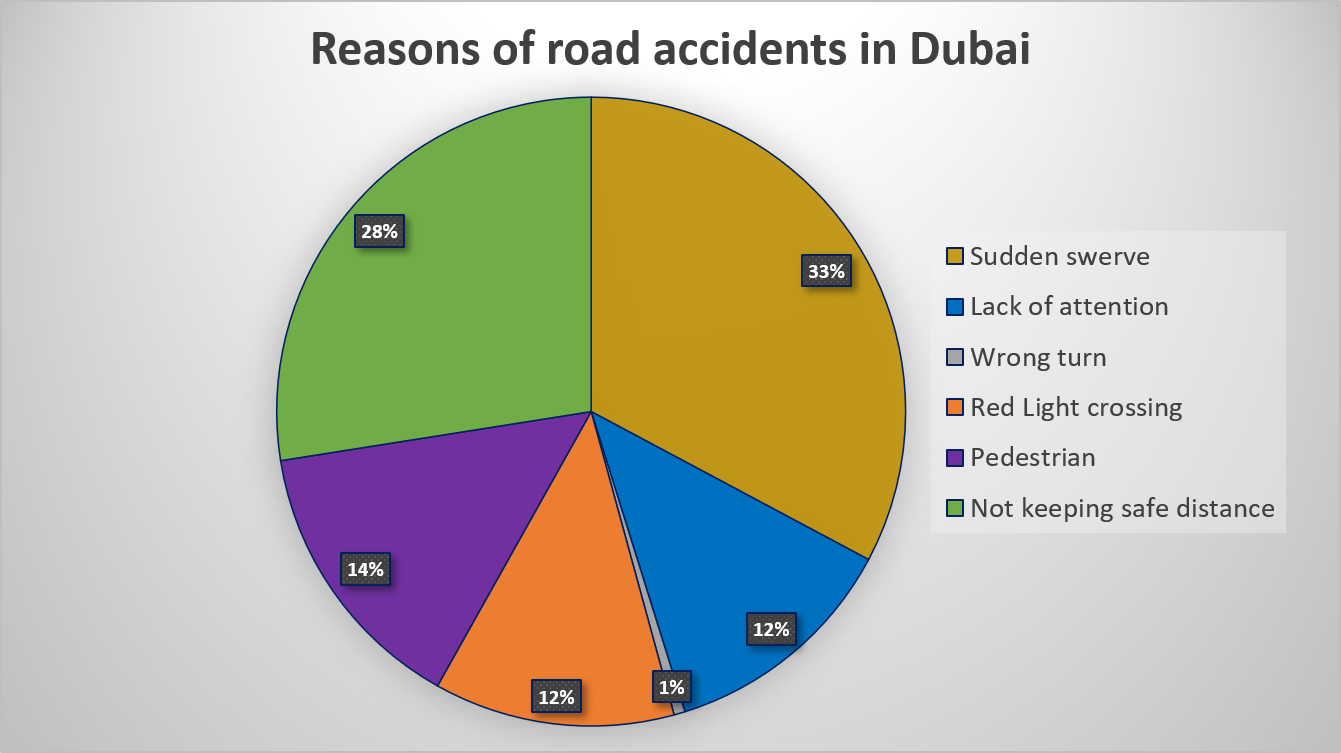 Reasons of road accidents in Dubai
28%
33%
14%
12%
12%
1%
Sudden swerve
Lack of attention
Wrong turn
Red Light crossing
Pedestrian
Not keeping safe distance